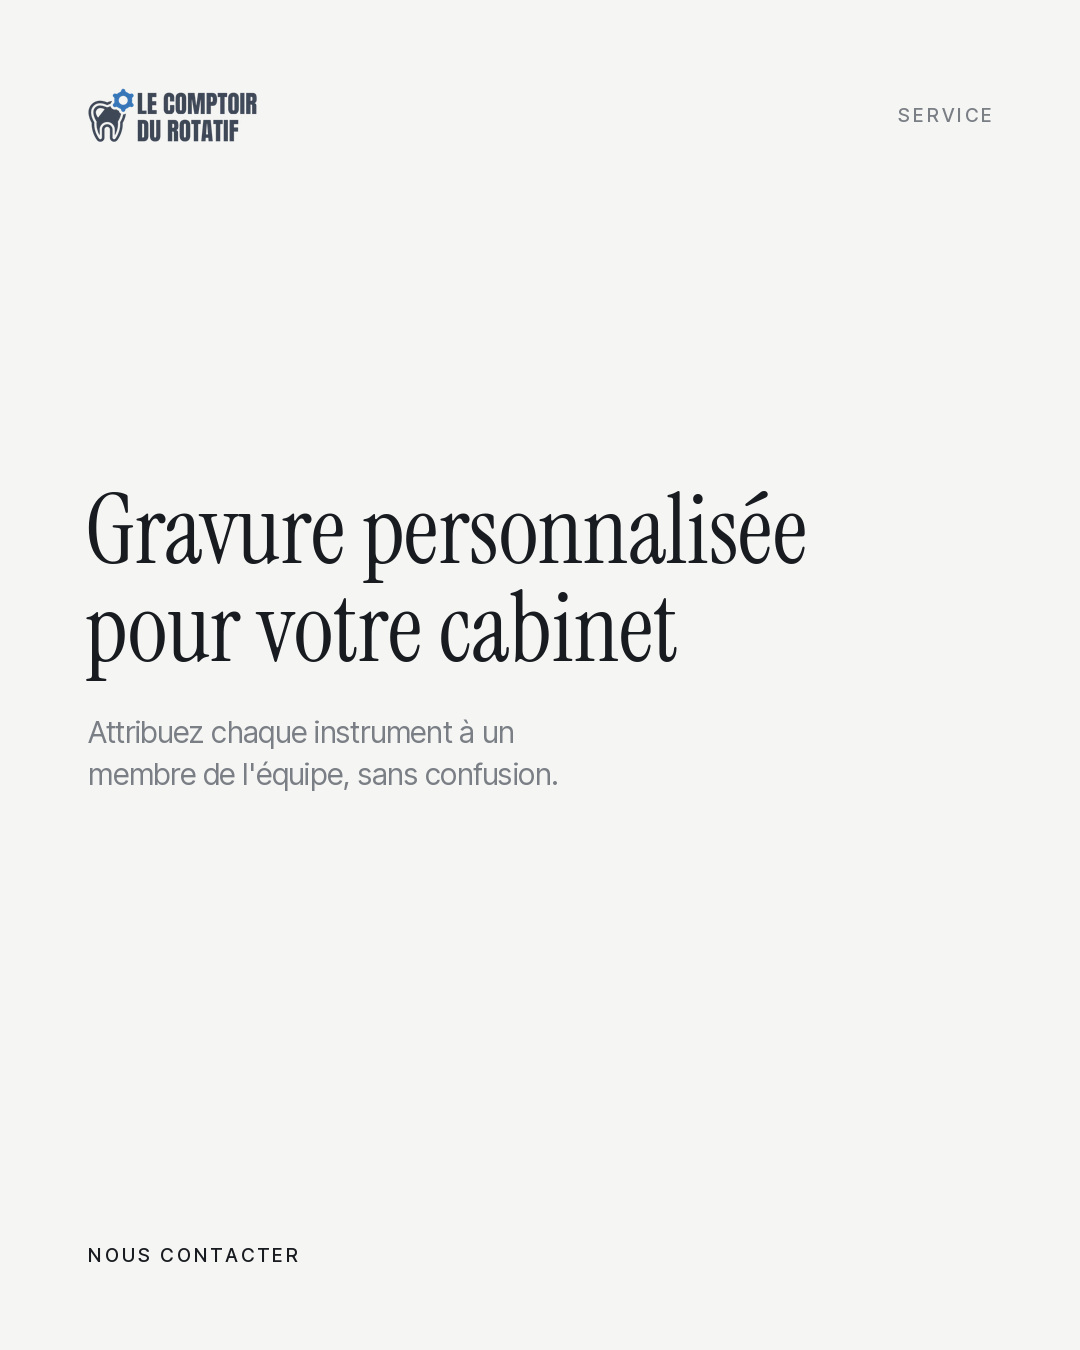 LE COMPTOIR
DU ROTATIF
SERVICE
Gravure personnalisée
pour votre cabinet
Attribuez chaque instrument à un
membre de l'équipe, sans confusion.
NOUS CONTACTER